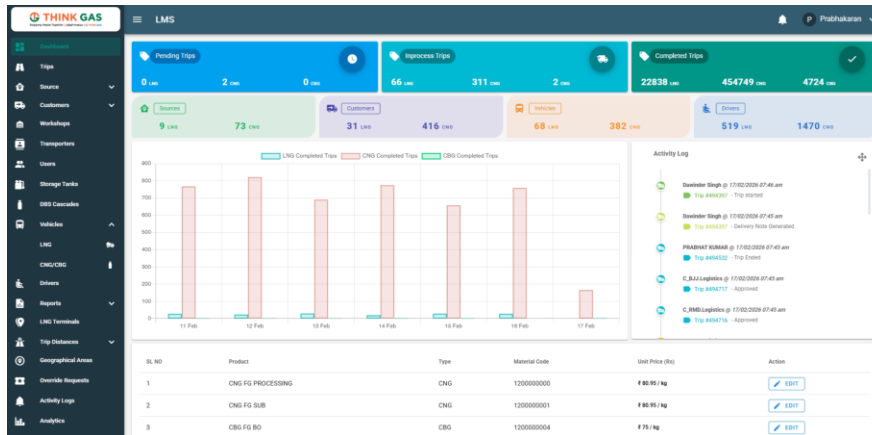 THINK GAS
LMS
P Prabhakaran
Dashboard
Trips
Source
Customers
Workshops
Transporters
Users
Storage Tanks
DBS Cascades
Vehicles
LNG
CNG/CBG
Drivers
Reports
LNG Terminals
Trip Distances
Geographical Areas
Override Requests
Activity Logs
Analytics
Pending Trips
0 LNG 2 CNG 0 CBG
Inprocess Trips
66 LNG 311 CNG 2 CBG
Completed Trips
22838 LNG 454749 CNG 4724 CBG
Sources
9 LNG 73 CNG
Customers
31 LNG 416 CNG
Vehicles
68 LNG 382 CNG
Drivers
519 LNG 1470 CNG
LNG Completed Trips CNG Completed Trips CBG Completed Trips
900
800
700
600
500
400
300
200
100
0
11 Feb 12 Feb 13 Feb 14 Feb 15 Feb 16 Feb 17 Feb
Activity Log
Dawinder Singh @ 17/02/2026 07:46 am
Trip #494397 - Trip started
Dawinder Singh @ 17/02/2026 07:45 am
Trip #494397 - Delivery Note Generated
PRABHAT KUMAR @ 17/02/2026 07:45 am
Trip #494532 - Trip Ended
C_BJJ.Logistics @ 17/02/2026 07:45 am
Trip #494717 - Approved
C_RMD.Logistics @ 17/02/2026 07:45 am
Trip #494716 - Approved
SL NO Product Type Material Code Unit Price (Rs) Action
1 CNG FG PROCESSING CNG 1200000000 ₹ 80.95 / kg EDIT
2 CNG FG SUB CNG 1200000001 ₹ 80.95 / kg EDIT
3 CBG FG BO CBG 1200000004 ₹ 75 / kg EDIT